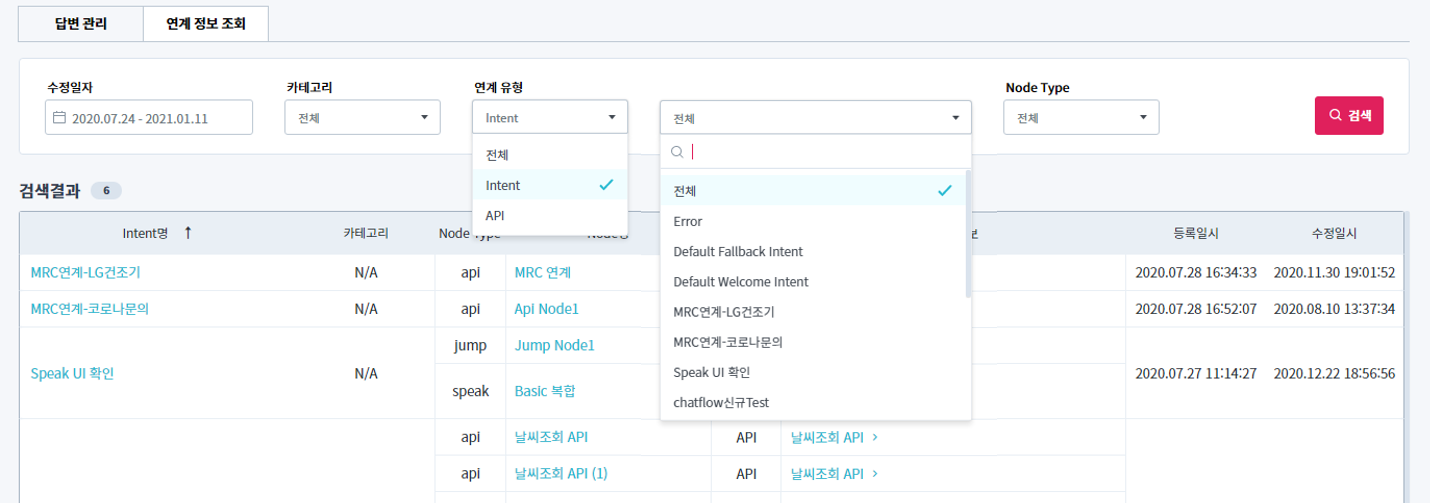 답변 관리
연계 정보 조회
수정일자
카테고리
연계 유형
Node Type
2020.07.24 - 2021.01.11
전체
Intent
전체
전체
검색
전체
Intent
API
전체
Error
Default Fallback Intent
Default Welcome Intent
MRC연계-LG건조기
MRC연계-코로나문의
Speak UI 확인
chatflow신규Test
검색결과 6
Intent명 ↑ 카테고리 Node Type 등록일시 수정일시
MRC연계-LG건조기 N/A api MRC 연계 2020.07.28 16:34:33 2020.11.30 19:01:52
MRC연계-코로나문의 N/A api Api Node1 2020.07.28 16:52:07 2020.08.10 13:37:34
jump Jump Node1
Speak UI 확인 N/A 2020.07.27 11:14:27 2020.12.22 18:56:56
speak Basic 복합
api 날씨조회 API API 날씨조회 API >
api 날씨조회 API (1) API 날씨조회 API >